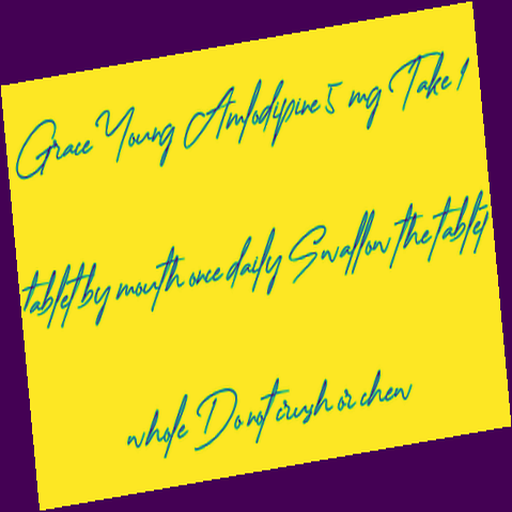 Grace Young Amlodipine 5 mg Take 1
tablet by mouth once daily Swallow the tablet
whole Do not crush or chew